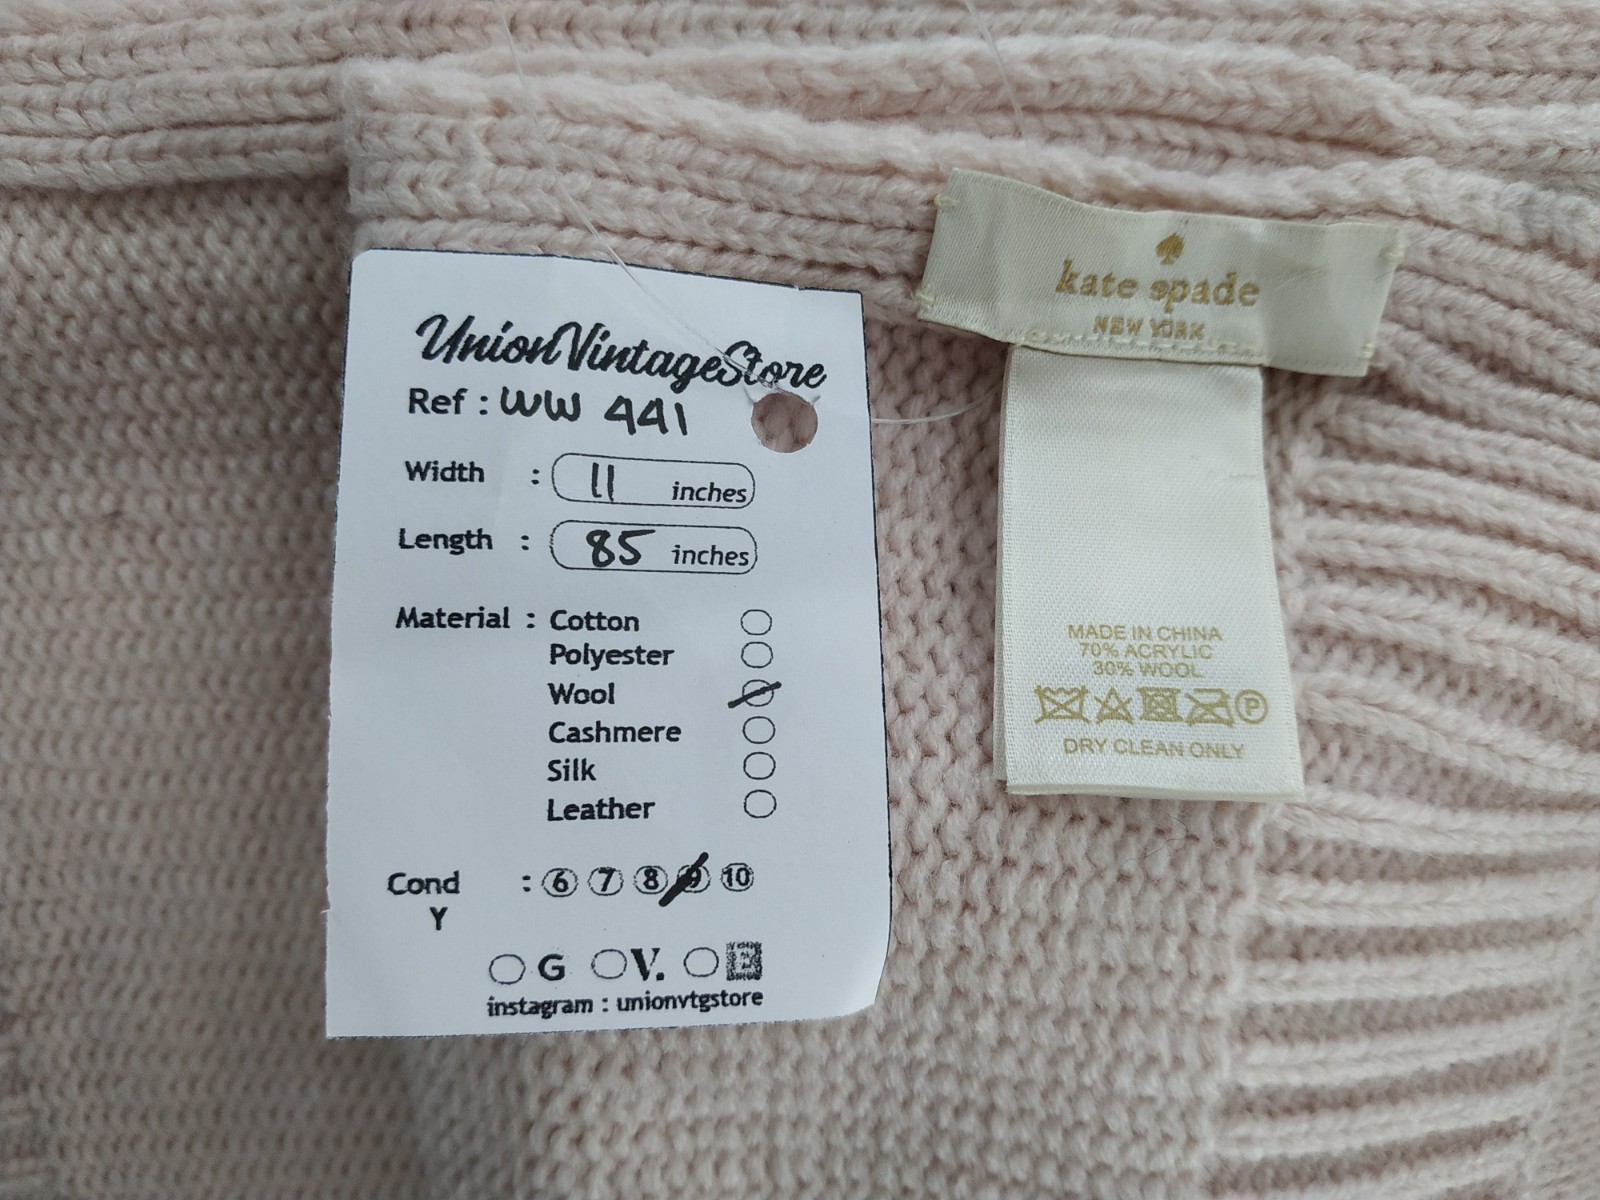 UnionVintageStore
Ref : WW 441
Width : 11 inches
Length : 85 inches
Material : Cotton
Polyester
Wool
Cashmere
Silk
Leather
Cond : 6 7 8 9 10
Y
G V. E
instagram : unionvtgstore
kate spade
NEW YORK
MADE IN CHINA
70% ACRYLIC
30% WOOL
P
DRY CLEAN ONLY